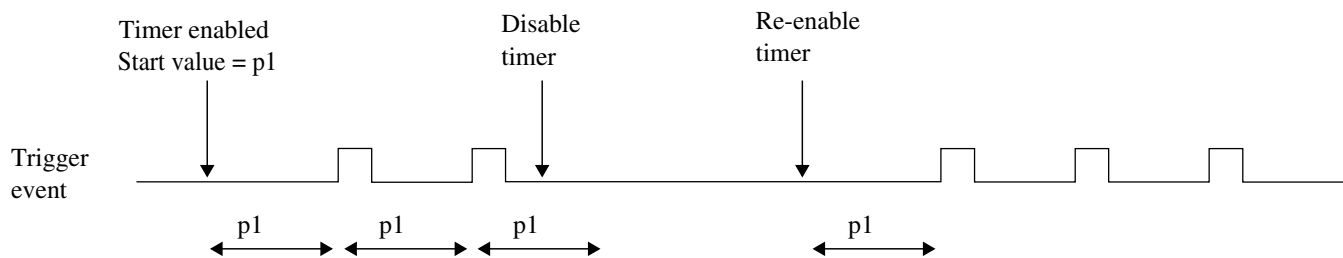 Timer enabled
Start value = p1
Disable
timer
Re-enable
timer
Trigger
event
p1
p1
p1
p1